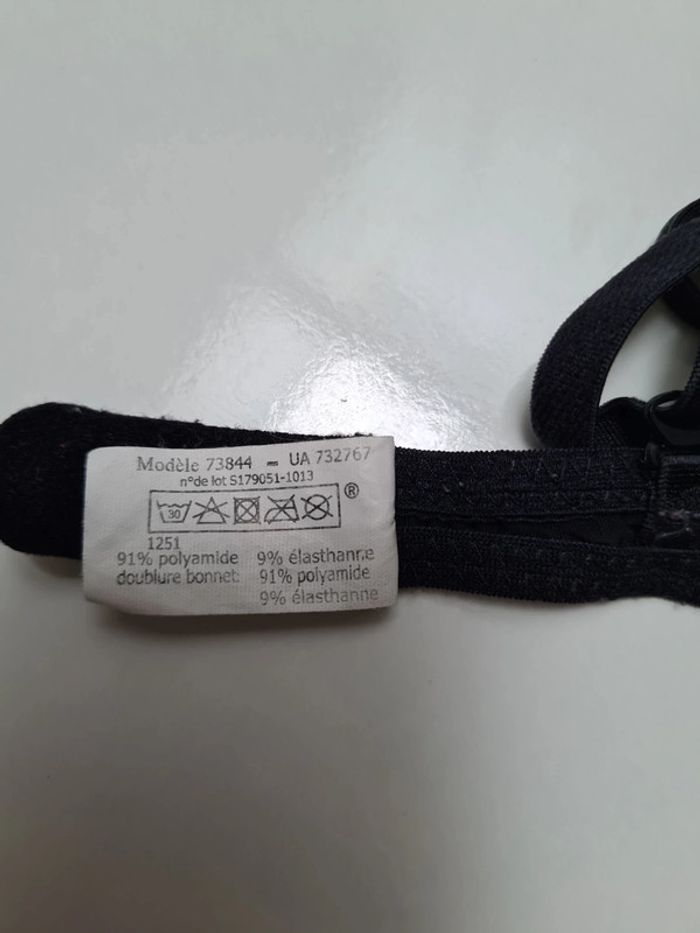 Modèle 73844 - UA 732767
n°de lot S179051-1013
30
®
1251
91% polyamide 9% élasthanne
doublure bonnet: 91% polyamide
9% élasthanne